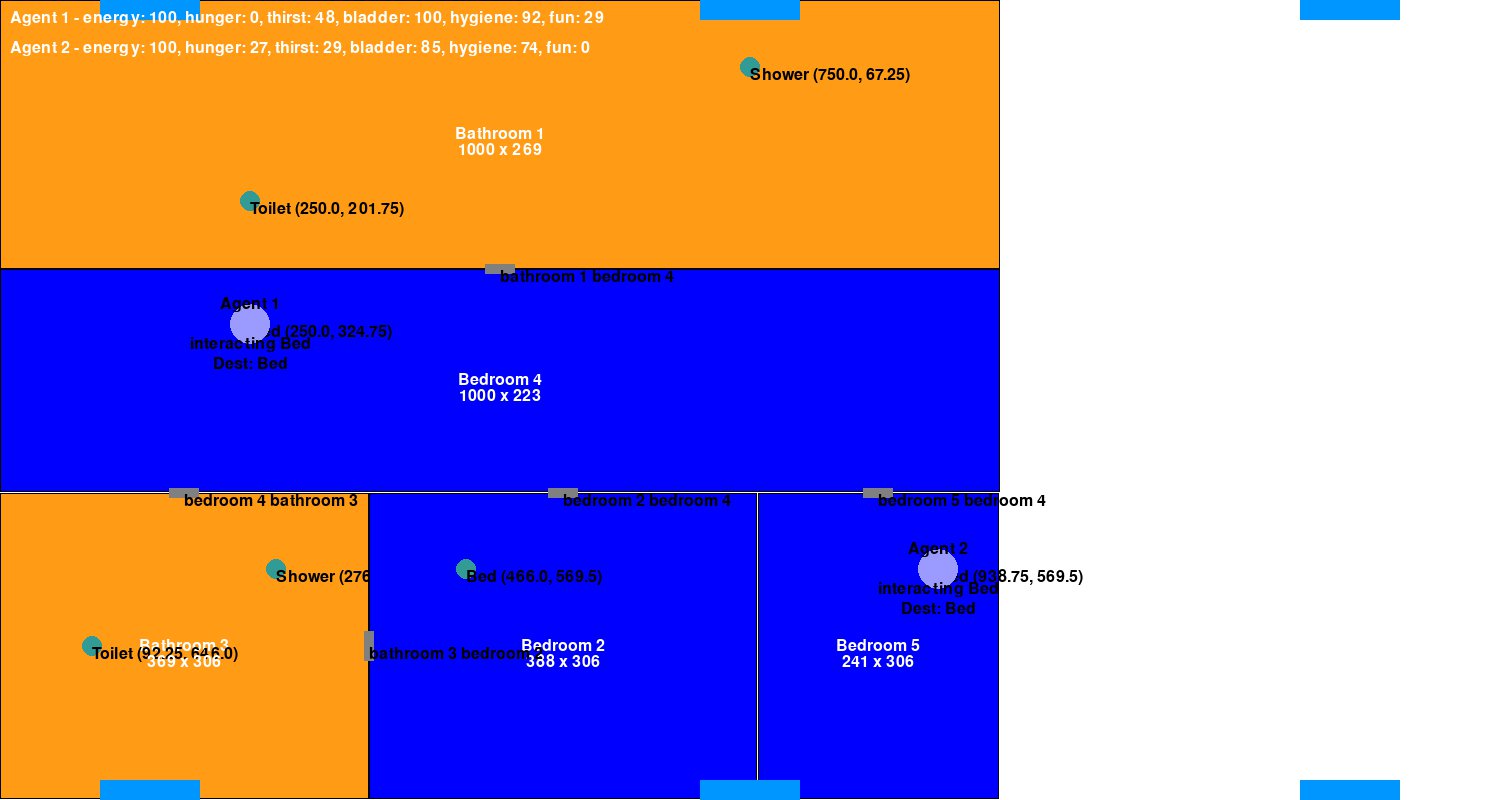 Agent 1 - energy: 100, hunger: 0, thirst: 48, bladder: 100, hygiene: 92, fun: 29
Agent 2 - energy: 100, hunger: 27, thirst: 29, bladder: 85, hygiene: 74, fun: 0
Shower (750.0, 67.25)
Bathroom 1
1000 x 269
Toilet (250.0, 201.75)
bathroom 1 bedroom 4
Agent 1
(250.0, 324.75)
interacting Bed
Dest: Bed
Bedroom 4
1000 x 223
bedroom 4 bathroom 3
bedroom 2 bedroom 4
bedroom 5 bedroom 4
Agent 2
Shower (276
Bed (466.0, 569.5)
(938.75, 569.5)
interacting Bed
Dest: Bed
Bathroom 3
369 x 306
Toilet (92.25, 646.0)
bathroom 3 bedroom
Bedroom 2
388 x 306
Bedroom 5
241 x 306